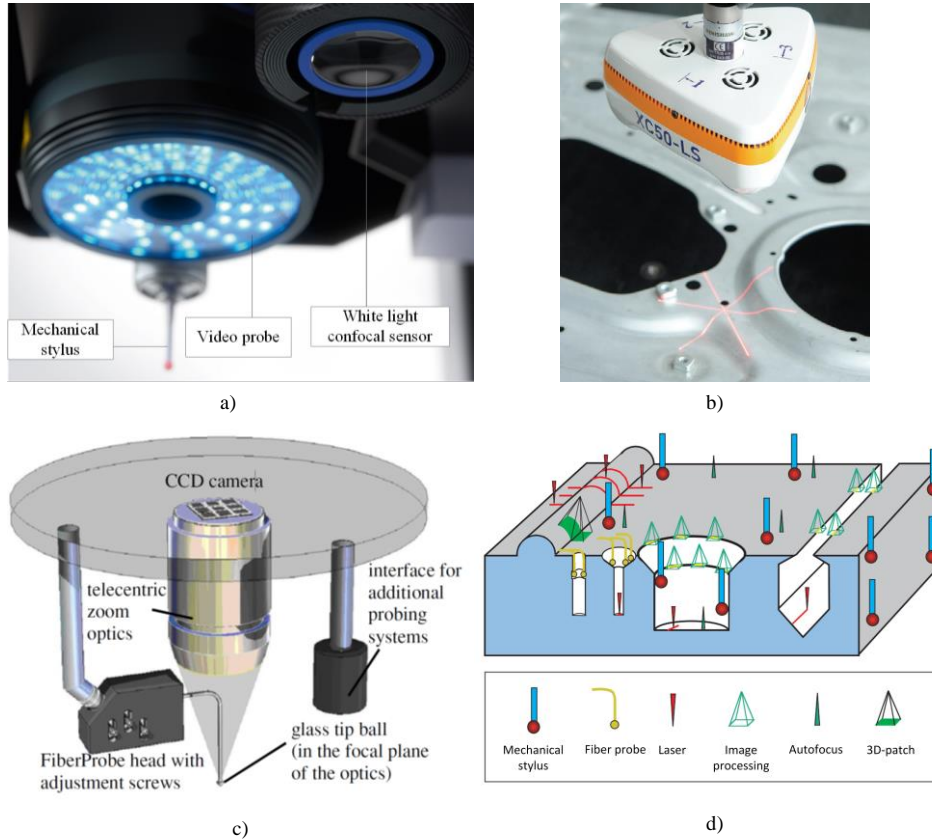 Mechanical
stylus
Video probe
White light
confocal sensor
XC50-LS
a)
b)
CCD camera
telecentric
zoom
optics
interface for
additional
probing
systems
FiberProbe head with
adjustment screws
glass tip ball
(in the focal plane
of the optics)
Mechanical
stylus
Fiber probe
Laser
Image
processing
Autofocus
3D-patch
c)
d)